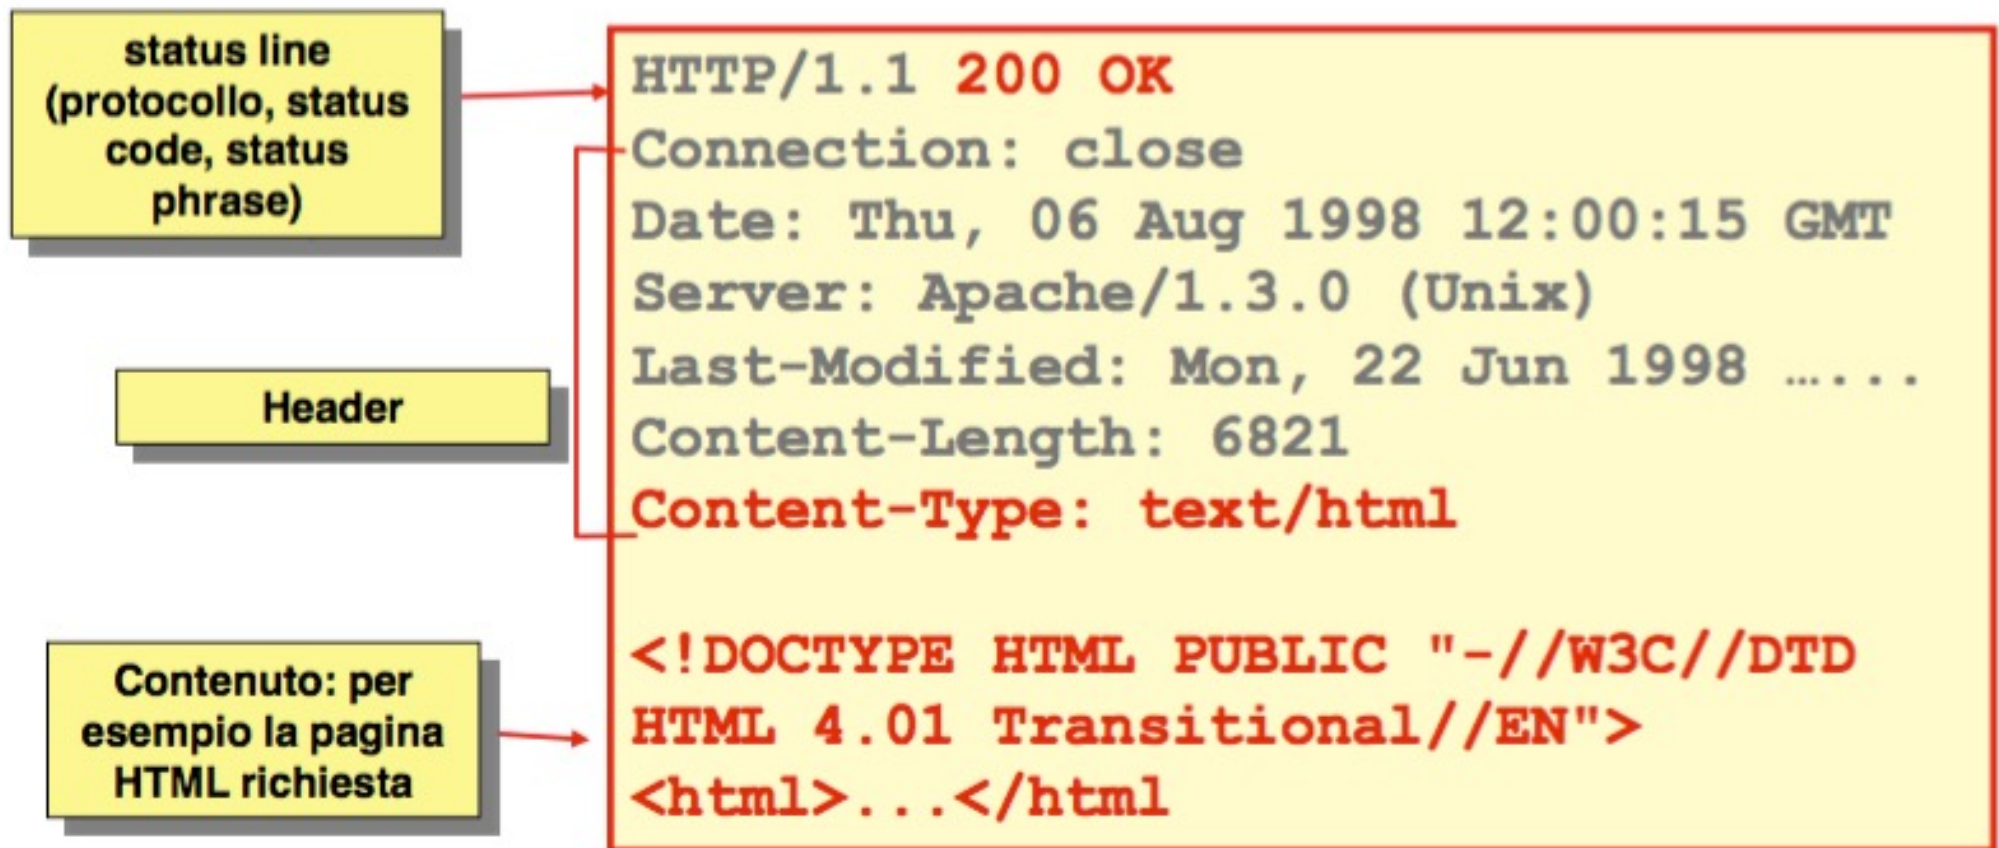 status line
(protocollo, status
code, status
phrase)
Header
Contenuto: per
esempio la pagina
HTML richiesta
HTTP/1.1 200 OK
Connection: close
Date: Thu, 06 Aug 1998 12:00:15 GMT
Server: Apache/1.3.0 (Unix)
Last-Modified: Mon, 22 Jun 1998 …...
Content-Length: 6821
Content-Type: text/html
<!DOCTYPE HTML PUBLIC "-//W3C//DTD
HTML 4.01 Transitional//EN">
<html>...</html